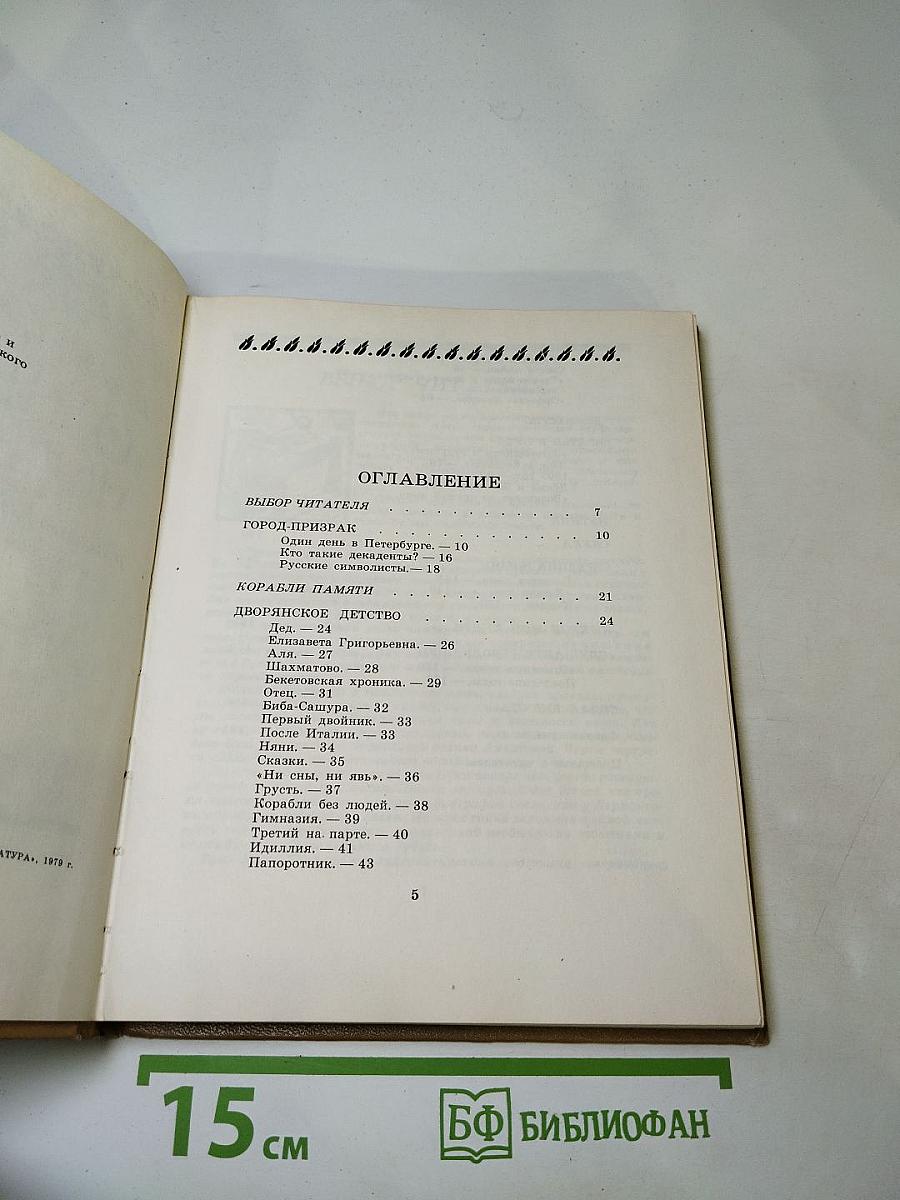 и
кого
АТУРА», 1979 г.
ОГЛАВЛЕНИЕ
ВЫБОР ЧИТАТЕЛЯ . . . . . . . . . . . . 7
ГОРОД-ПРИЗРАК . . . . . . . . . . . . . 10
Один день в Петербурге. — 10
Кто такие декаденты? — 16
Русские символисты.— 18
КОРАБЛИ ПАМЯТИ . . . . . . . . . . . . 21
ДВОРЯНСКОЕ ДЕТСТВО . . . . . . . . . . 24
Дед. — 24
Елизавета Григорьевна. — 26
Аля. — 27
Шахматово. — 28
Бекетовская хроника. — 29
Отец. — 31
Биба-Сашура. — 32
Первый двойник. — 33
После Италии. — 33
Няни. — 34
Сказки. — 35
«Ни сны, ни явь». — 36
Грусть. — 37
Корабли без людей. — 38
Гимназия. — 39
Третий на парте. — 40
Идиллия. — 41
Папоротник. — 43
5
15 см
БФ БИБЛИОФАН